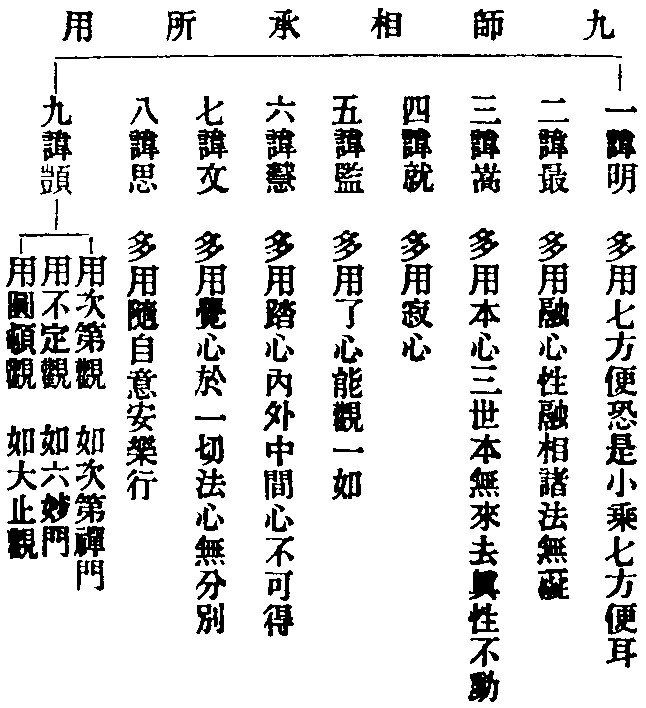 九師相承所用
一諱明　多用七方便恐是小乘七方便耳
二諱最　多用融心性融相諸法無礙
三諱嵩　多用本心三世本無來去真性不動
四諱就　多用寂心
五諱監　多用了心能觀一如
六諱慧　多用踏心內外中間心不可得
七諱文　多用覺心於一切法心無分別
八諱思　多用隨自意安樂行
九諱顗
用次第觀　如次第禪門
用不定觀　如六妙門
用圓頓觀　如大止觀